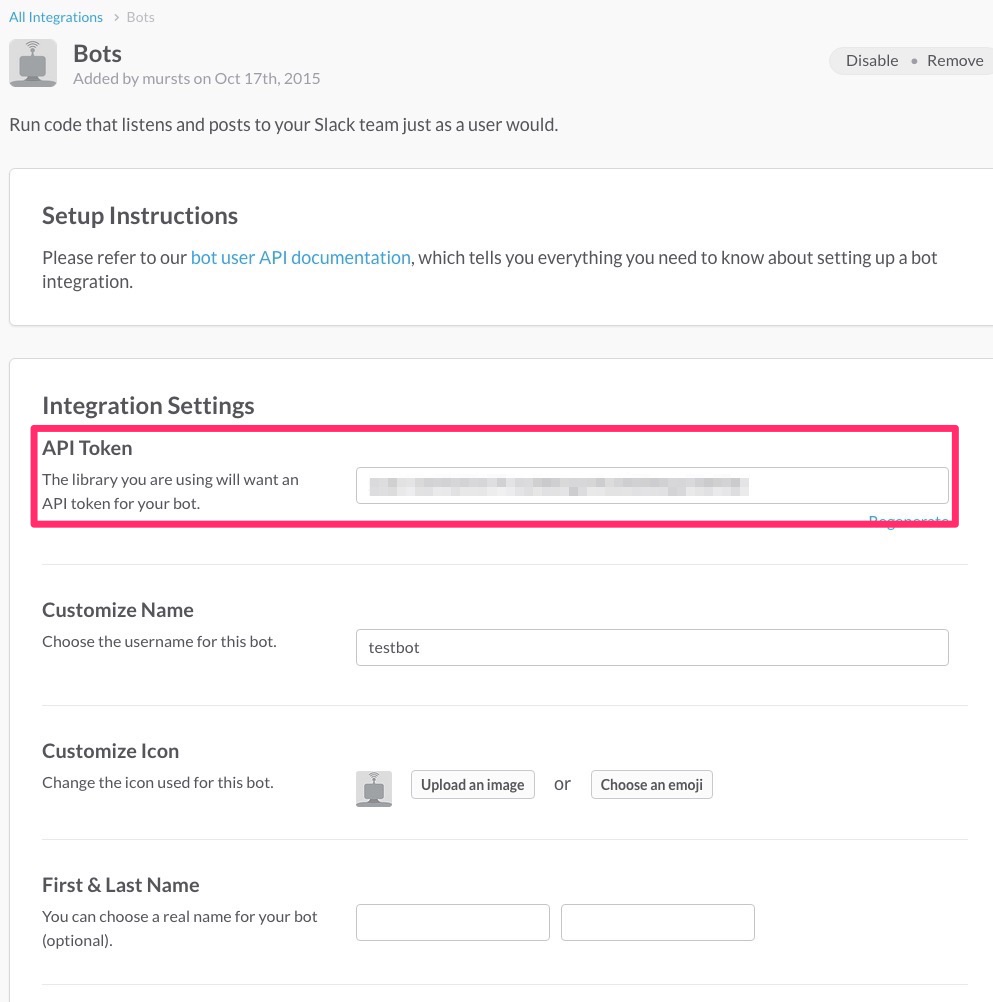 All Integrations > Bots
Bots
Added by mursts on Oct 17th, 2015
Disable • Remove
Run code that listens and posts to your Slack team just as a user would.
Setup Instructions
Please refer to our bot user API documentation, which tells you everything you need to know about setting up a bot
integration.
Integration Settings
API Token
The library you are using will want an
API token for your bot.
Regenerate
Customize Name
Choose the username for this bot.
testbot
Customize Icon
Change the icon used for this bot.
Upload an image or Choose an emoji
First & Last Name
You can choose a real name for your bot
(optional).